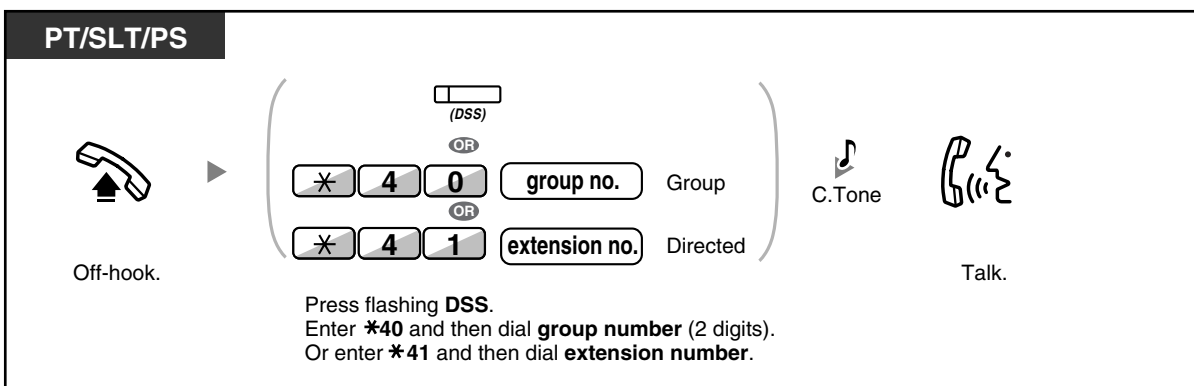 PT/SLT/PS
(DSS)
OR
* 4 0 group no. Group
OR
* 4 1 extension no. Directed
C.Tone
Off-hook.
Talk.
Press flashing DSS.
Enter *40 and then dial group number (2 digits).
Or enter *41 and then dial extension number.